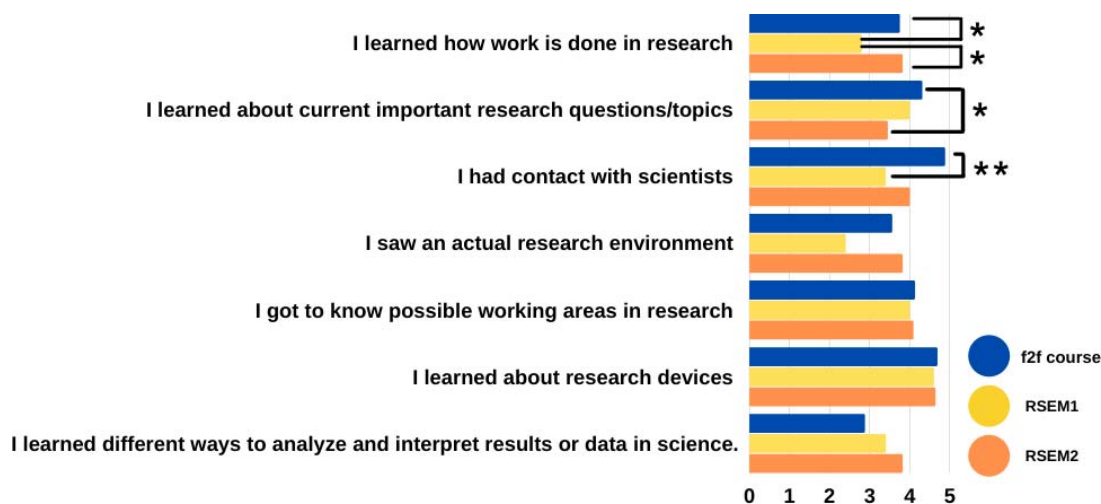 I learned how work is done in research
*
*
I learned about current important research questions/topics
*
I had contact with scientists
**
I saw an actual research environment
I got to know possible working areas in research
I learned about research devices
I learned different ways to analyze and interpret results or data in science.
f2f course
RSEM1
RSEM2
0 1 2 3 4 5